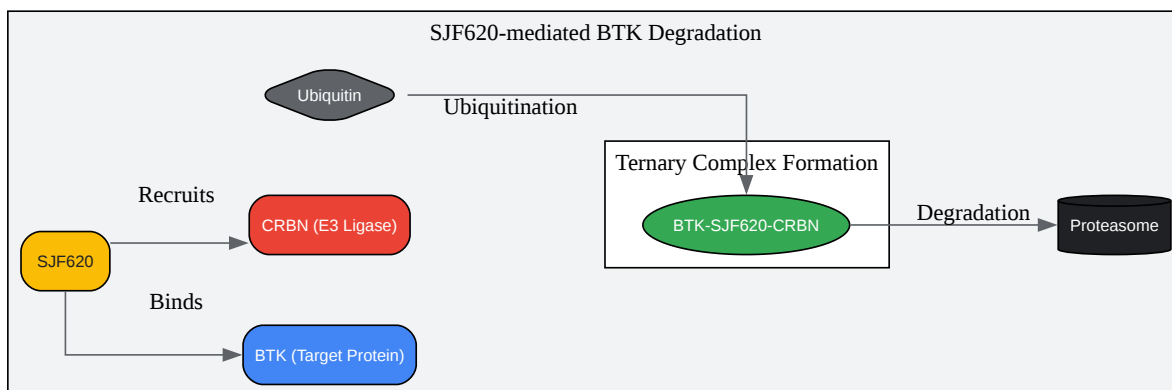 SJF620-mediated BTK Degradation
Ubiquitin
Ubiquitination
Ternary Complex Formation
Recruits
CRBN (E3 Ligase)
BTK-SJF620-CRBN
Degradation
Proteasome
SJF620
Binds
BTK (Target Protein)